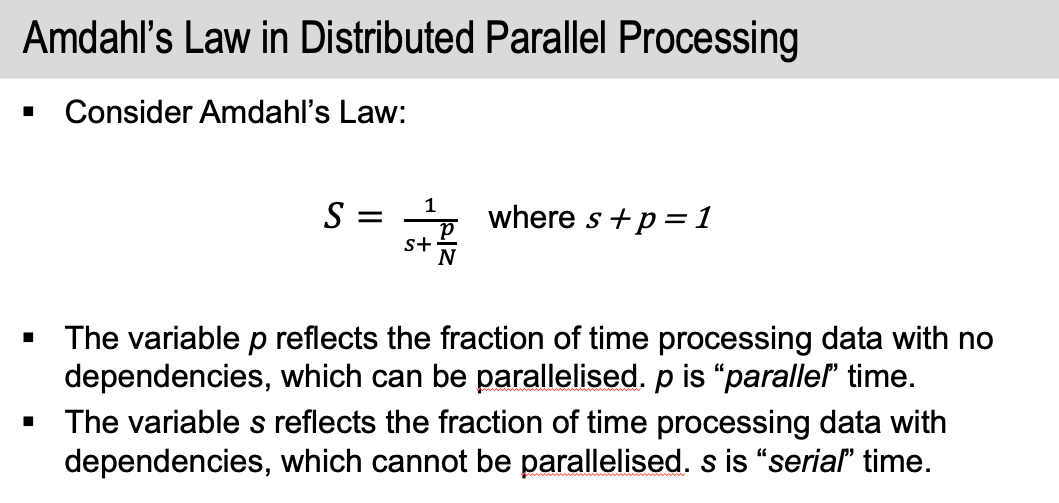 Amdahl’s Law in Distributed Parallel Processing
▪ Consider Amdahl’s Law:
S = 1/(s+p/N) where s + p = 1
▪ The variable p reflects the fraction of time processing data with no
dependencies, which can be parallelised. p is “parallel” time.
▪ The variable s reflects the fraction of time processing data with
dependencies, which cannot be parallelised. s is “serial” time.